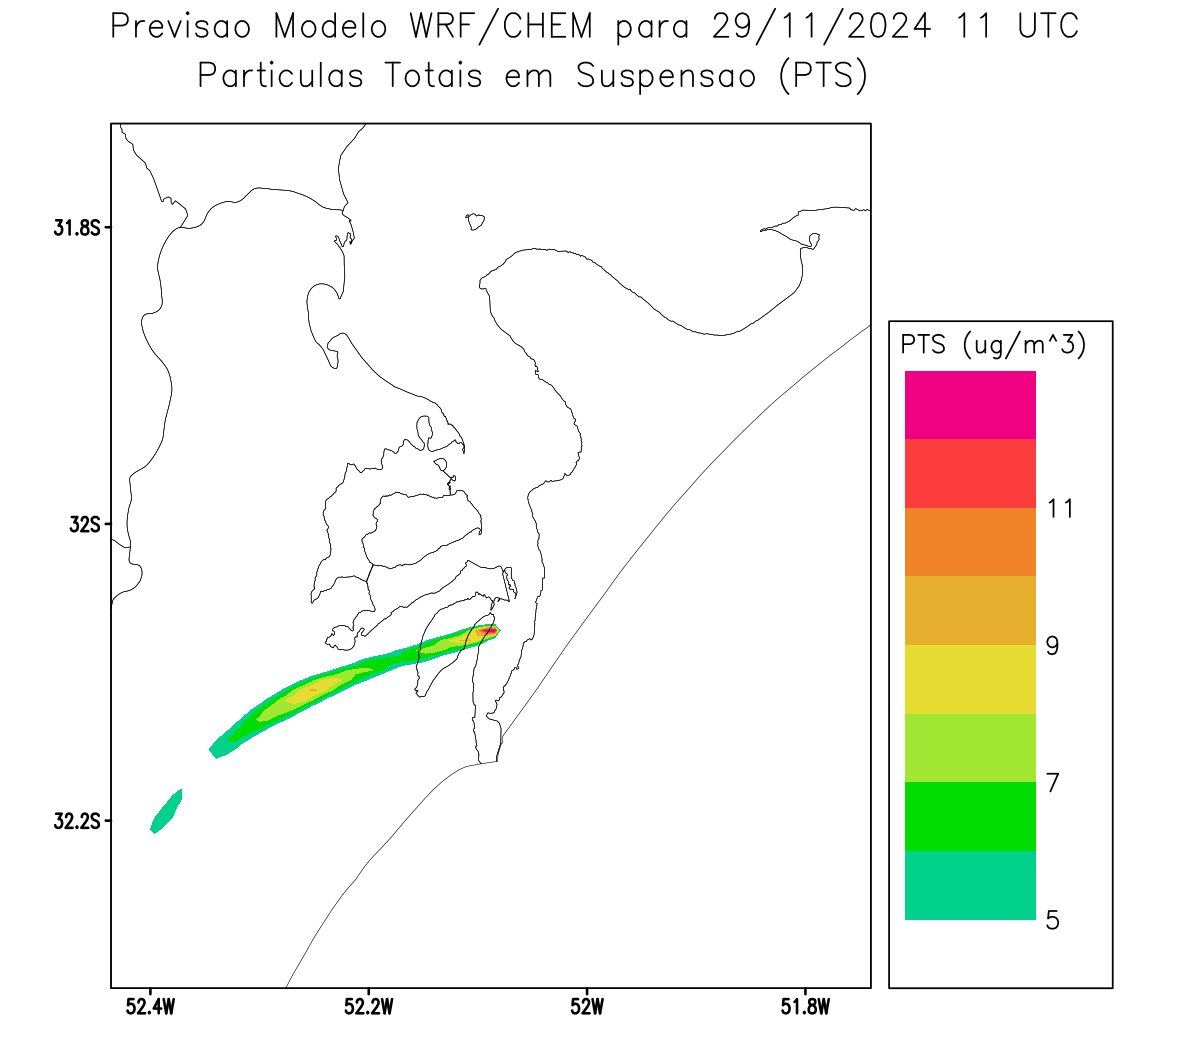 Previsao Modelo WRF/CHEM para 29/11/2024 11 UTC
Particulas Totais em Suspensao (PTS)
31.8S
32S
32.2S
52.4W
52.2W
52W
51.8W
PTS (ug/m^3)
11
9
7
5